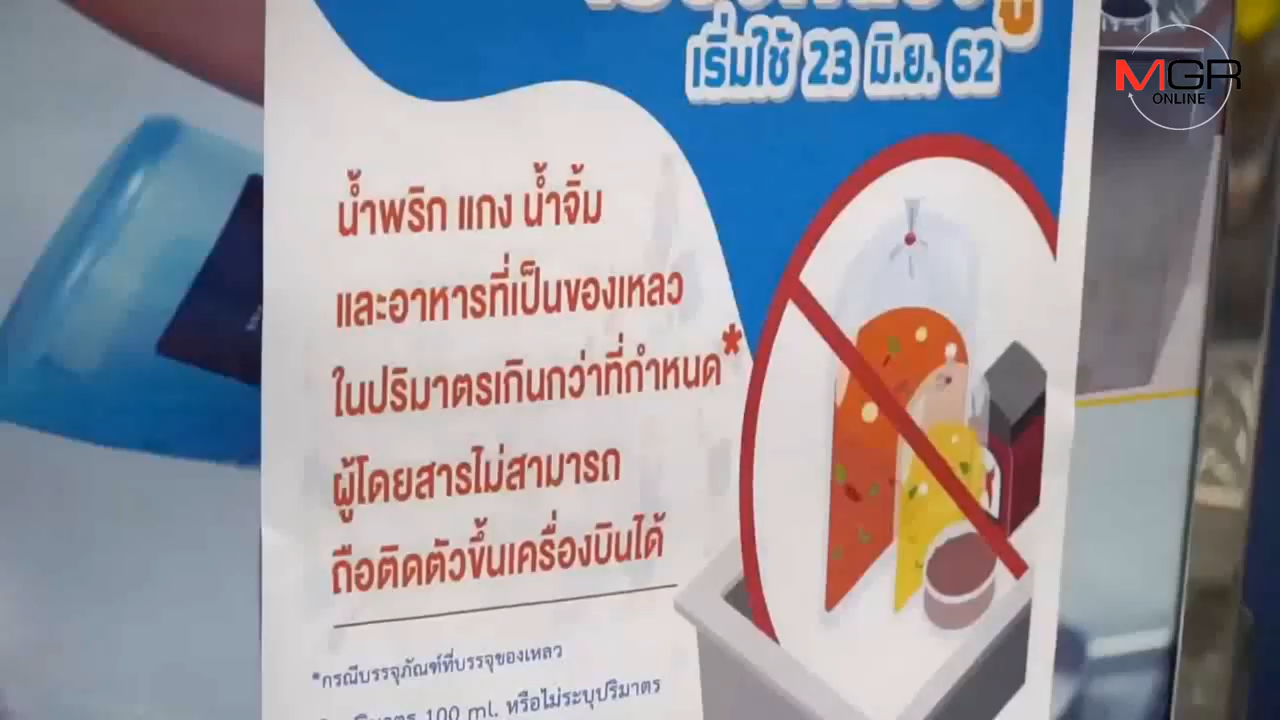 เริ่มใช้ 23 มิ.ย. 62
MGR
ONLINE
น้ำพริก แกง น้ำจิ้ม
และอาหารที่เป็นของเหลว
ในปริมาตรเกินกว่าที่กำหนด*
ผู้โดยสารไม่สามารถ
ถือติดตัวขึ้นเครื่องบินได้
*กรณีบรรจุภัณฑ์ที่บรรจุของเหลว
100 ml. หรือไม่ระบุปริมาตร